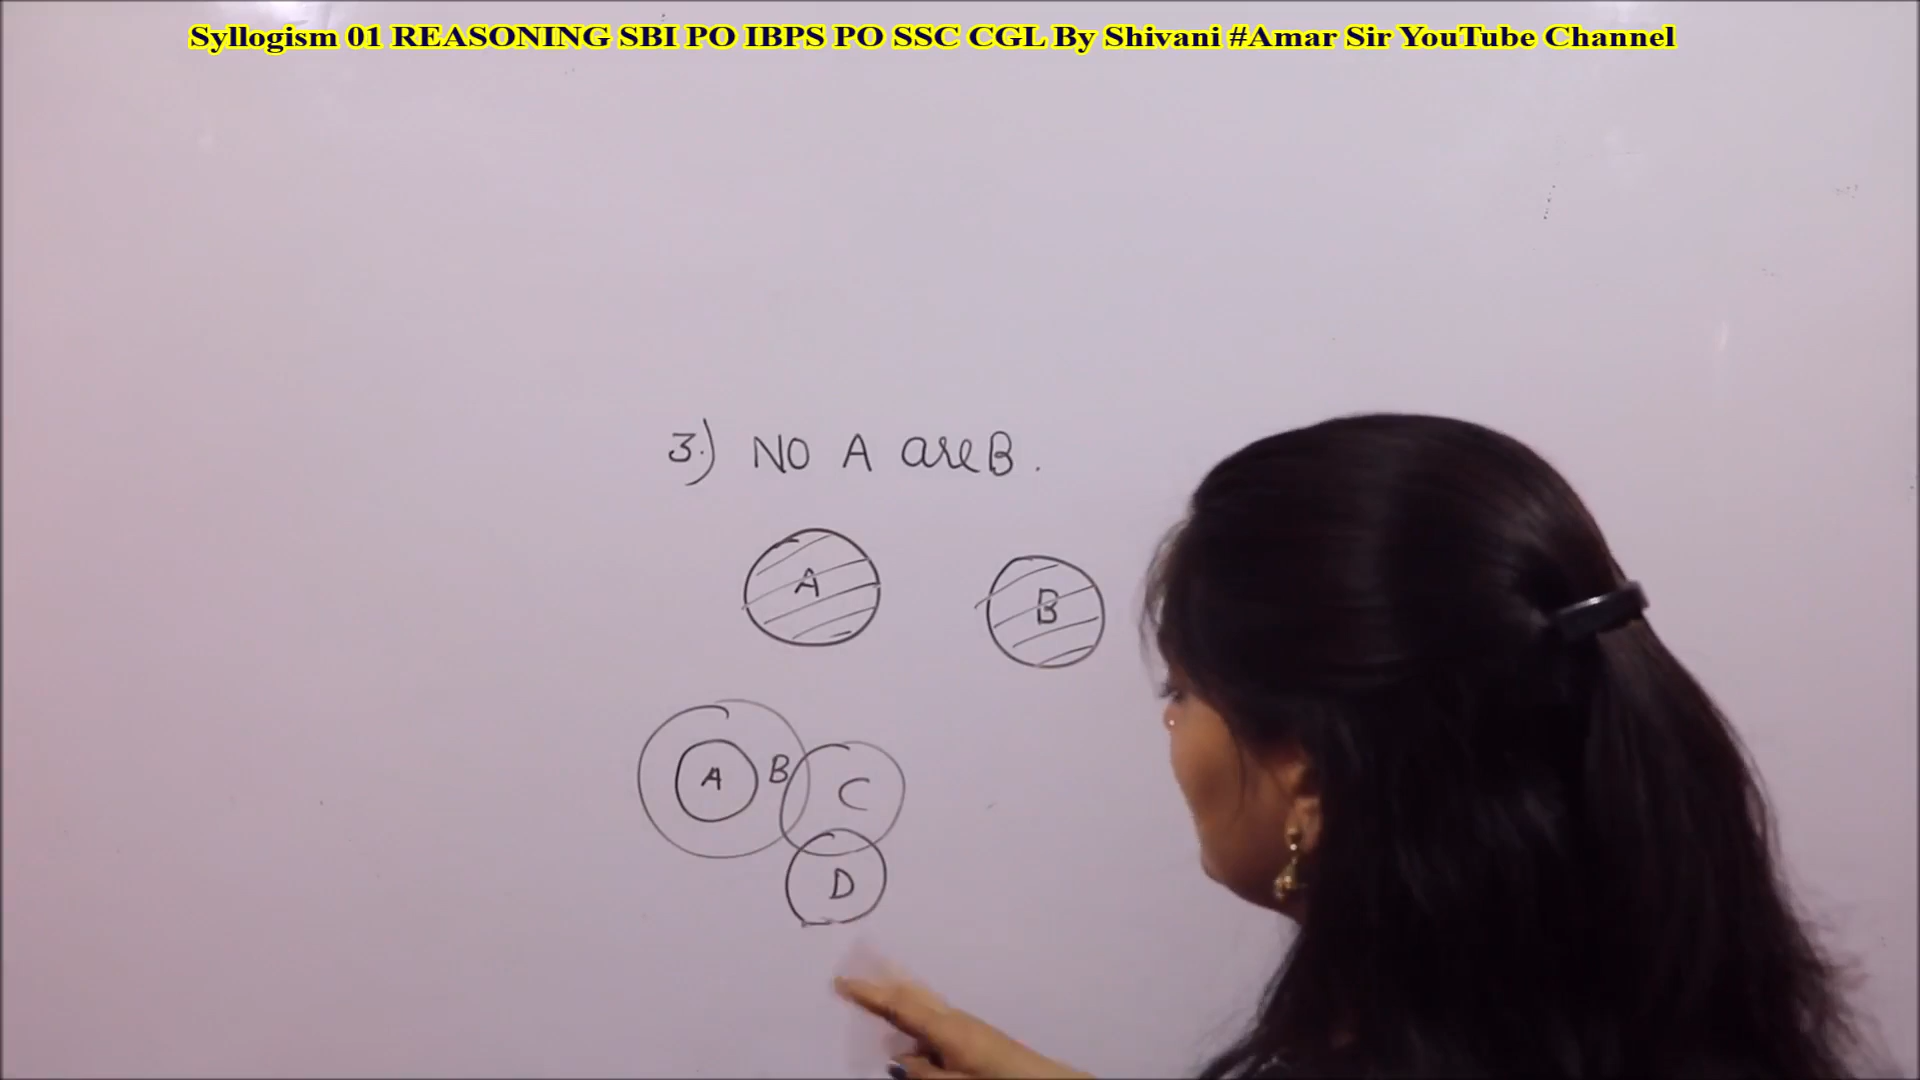 Syllogism 01 REASONING SBI PO IBPS PO SSC CGL By Shivani #Amar Sir YouTube Channel
3.) NO A are B.
A
B
A B C
D